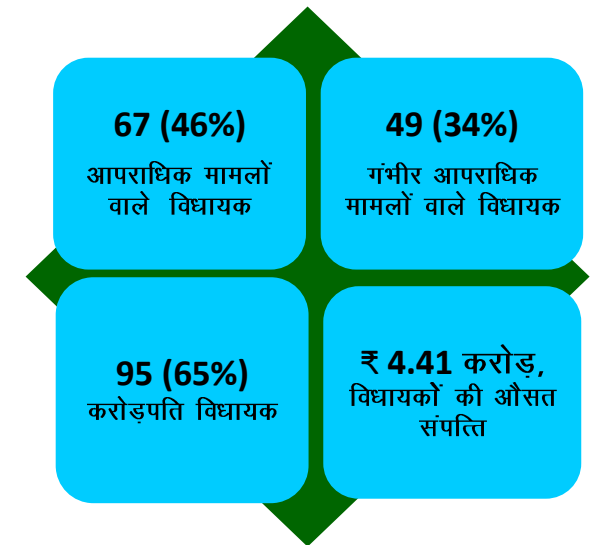 67 (46%)
आपराधिक मामलों
वाले विधायक
49 (34%)
गंभीर आपराधिक
मामलों वाले विधायक
95 (65%)
करोड़पति विधायक
₹ 4.41 करोड़,
विधायकों की औसत
संपत्ति